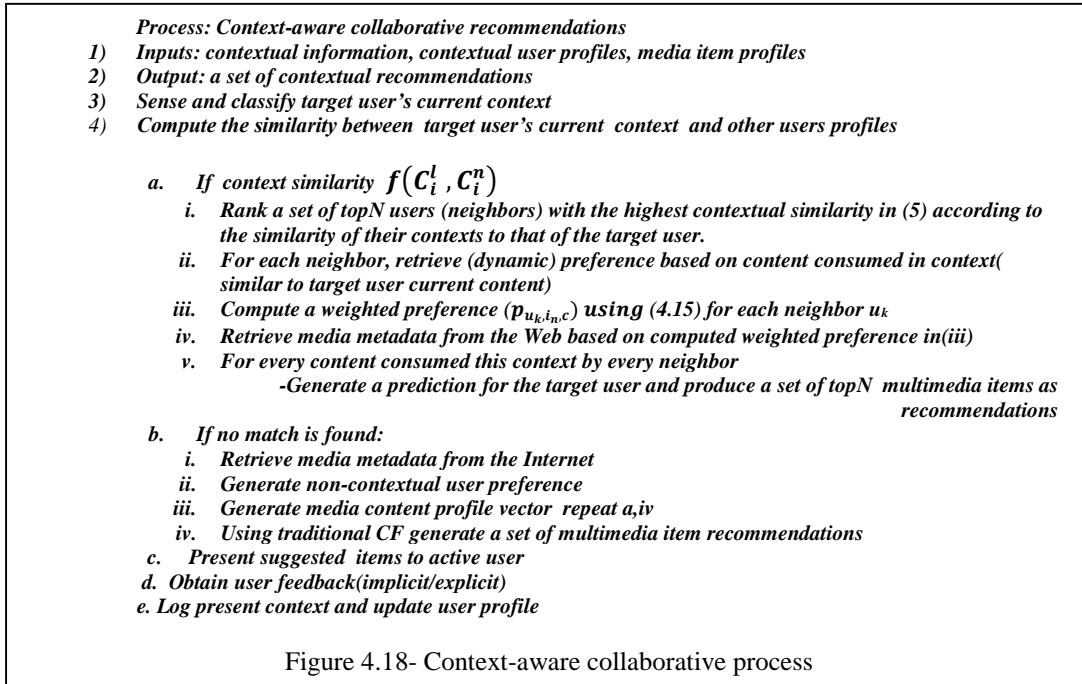 Process: Context-aware collaborative recommendations
1) Inputs: contextual information, contextual user profiles, media item profiles
2) Output: a set of contextual recommendations
3) Sense and classify target user's current context
4) Compute the similarity between target user's current context and other users profiles
a. If context similarity f(C_i^l , C_i^n)
i. Rank a set of topN users (neighbors) with the highest contextual similarity in (5) according to
the similarity of their contexts to that of the target user.
ii. For each neighbor, retrieve (dynamic) preference based on content consumed in context(
similar to target user current content)
iii. Compute a weighted preference (p_{u_k,i_n,c}) using (4.15) for each neighbor u_k
iv. Retrieve media metadata from the Web based on computed weighted preference in(iii)
v. For every content consumed this context by every neighbor
-Generate a prediction for the target user and produce a set of topN multimedia items as
recommendations
b. If no match is found:
i. Retrieve media metadata from the Internet
ii. Generate non-contextual user preference
iii. Generate media content profile vector repeat a,iv
iv. Using traditional CF generate a set of multimedia item recommendations
c. Present suggested items to active user
d. Obtain user feedback(implicit/explicit)
e. Log present context and update user profile
Figure 4.18- Context-aware collaborative process